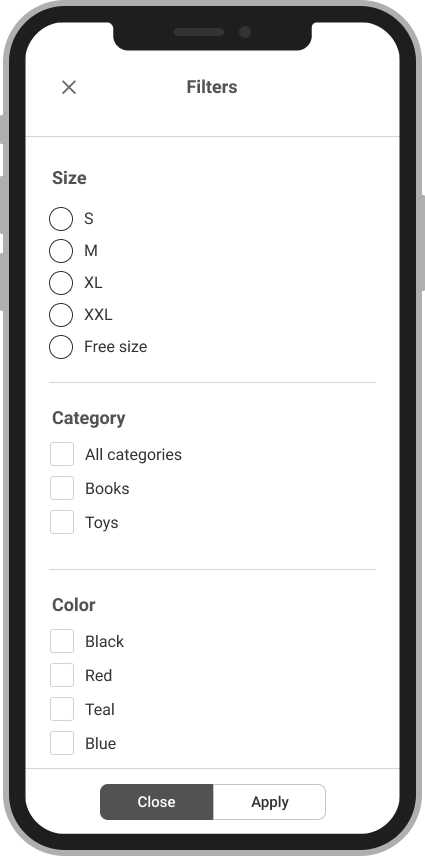 Filters
Size
S
M
XL
XXL
Free size
Category
All categories
Books
Toys
Color
Black
Red
Teal
Blue
Close Apply